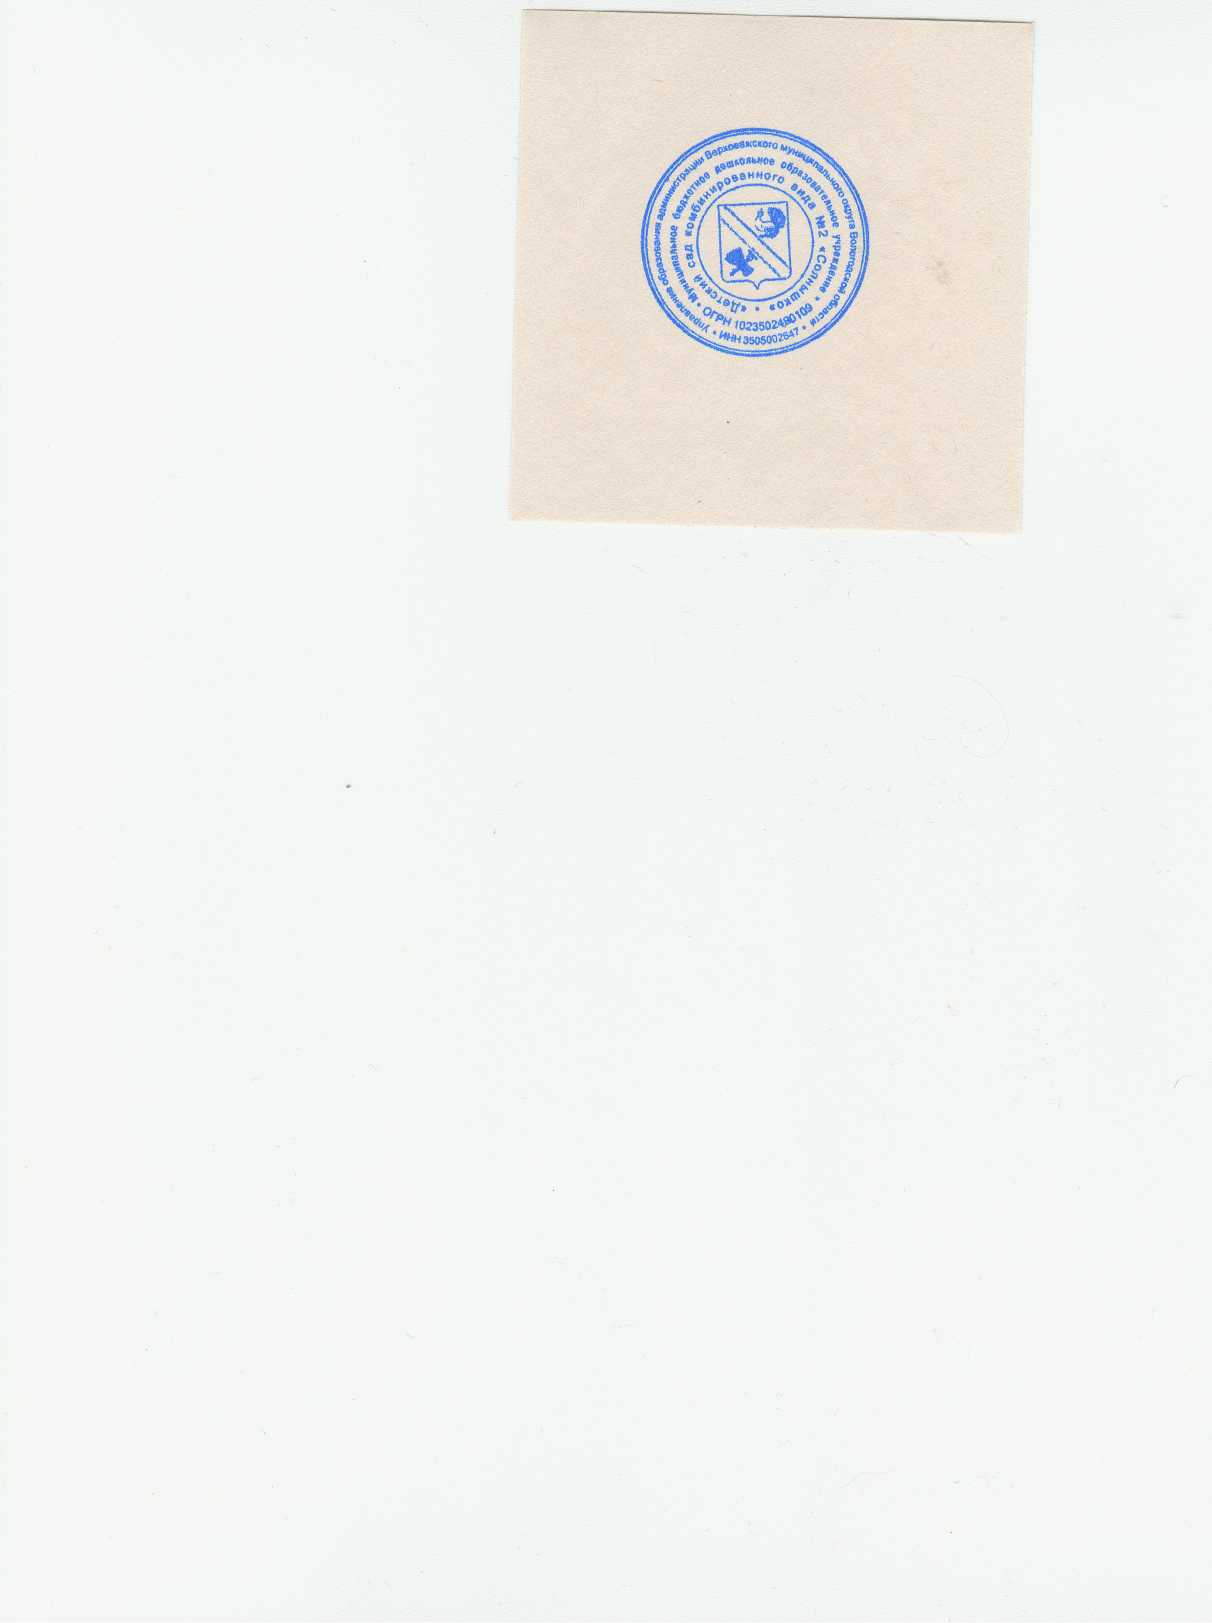 Управление образования администрации Верховажского муниципального округа Вологодской области
• ИНН 3505002647 •
Муниципальное бюджетное дошкольное образовательное учреждение
• ОГРН 1023502490109 •
«Детский сад комбинированного вида №2 «Солнышко» •